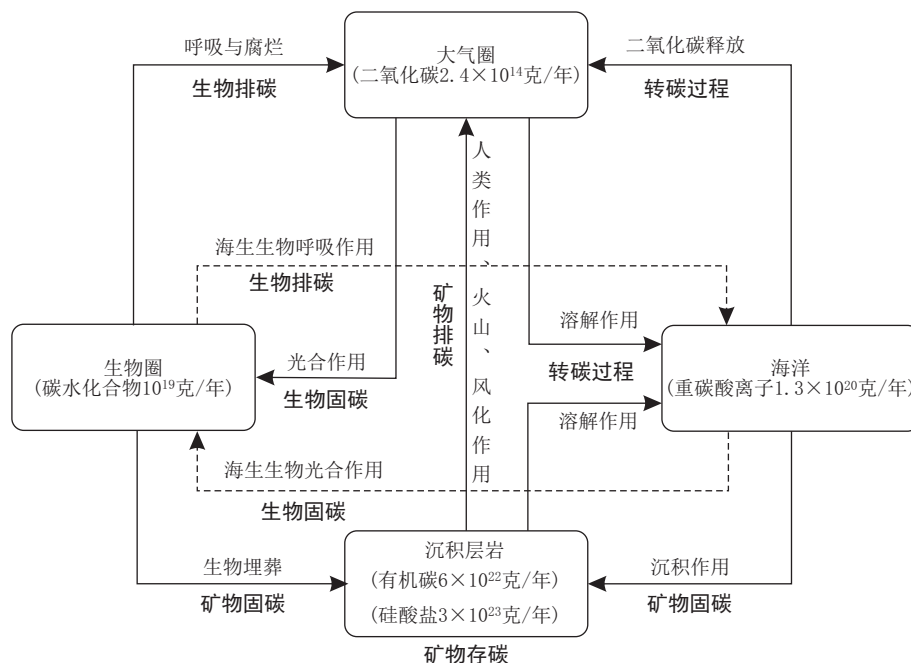 呼吸与腐烂
生物排碳
大气圈
(二氧化碳2.4×10¹⁴克/年)
二氧化碳释放
转碳过程
人类作用、火山、风化作用
矿物排碳
海生生物呼吸作用
生物排碳
生物圈
(碳水化合物10¹⁹克/年)
光合作用
生物固碳
溶解作用
转碳过程
溶解作用
海洋
(重碳酸离子1.3×10²⁰克/年)
海生生物光合作用
生物固碳
生物埋葬
矿物固碳
沉积层岩
(有机碳6×10²²克/年)
(硅酸盐3×10²³克/年)
矿物存碳
沉积作用
矿物固碳